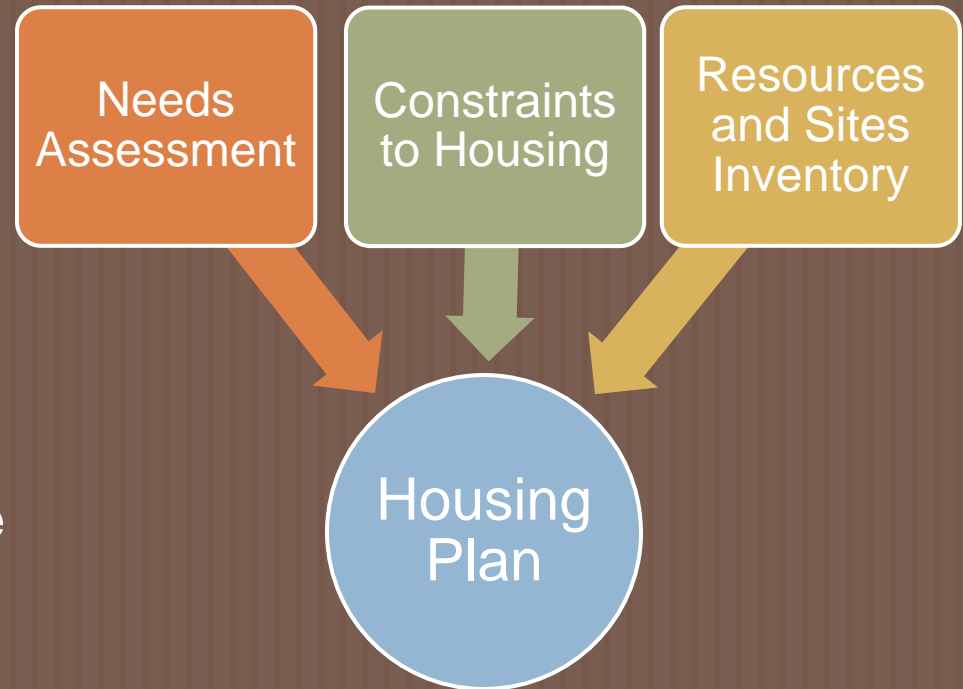 Needs
Assessment
Constraints
to Housing
Resources
and Sites
Inventory
Housing
Plan